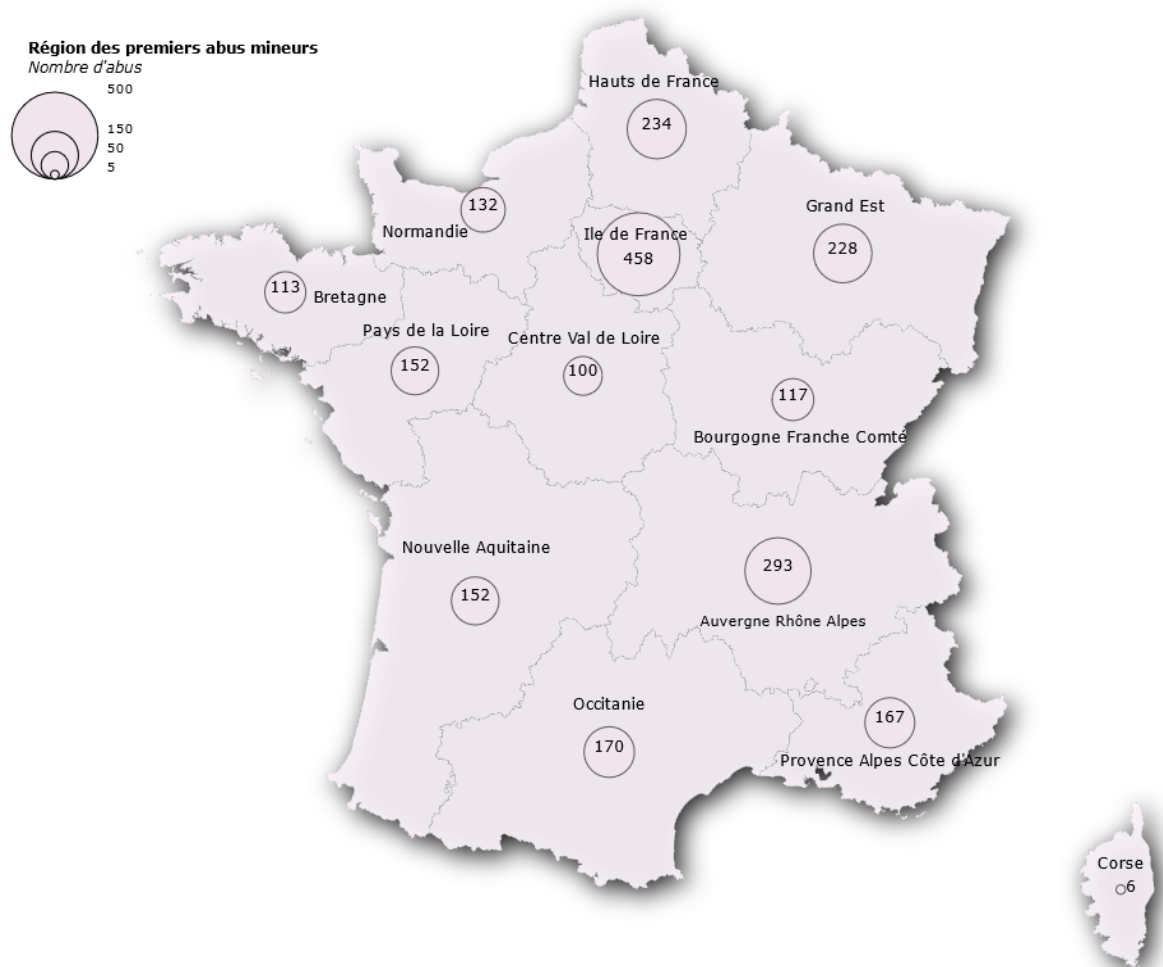 Région des premiers abus mineurs
Nombre d'abus
500
150
50
5
Hauts de France
234
132
Normandie
Ile de France
458
Grand Est
228
113
Bretagne
Pays de la Loire
152
Centre Val de Loire
100
117
Bourgogne Franche Comté
Nouvelle Aquitaine
152
293
Auvergne Rhône Alpes
Occitanie
170
167
Provence Alpes Côte d'Azur
Corse
6